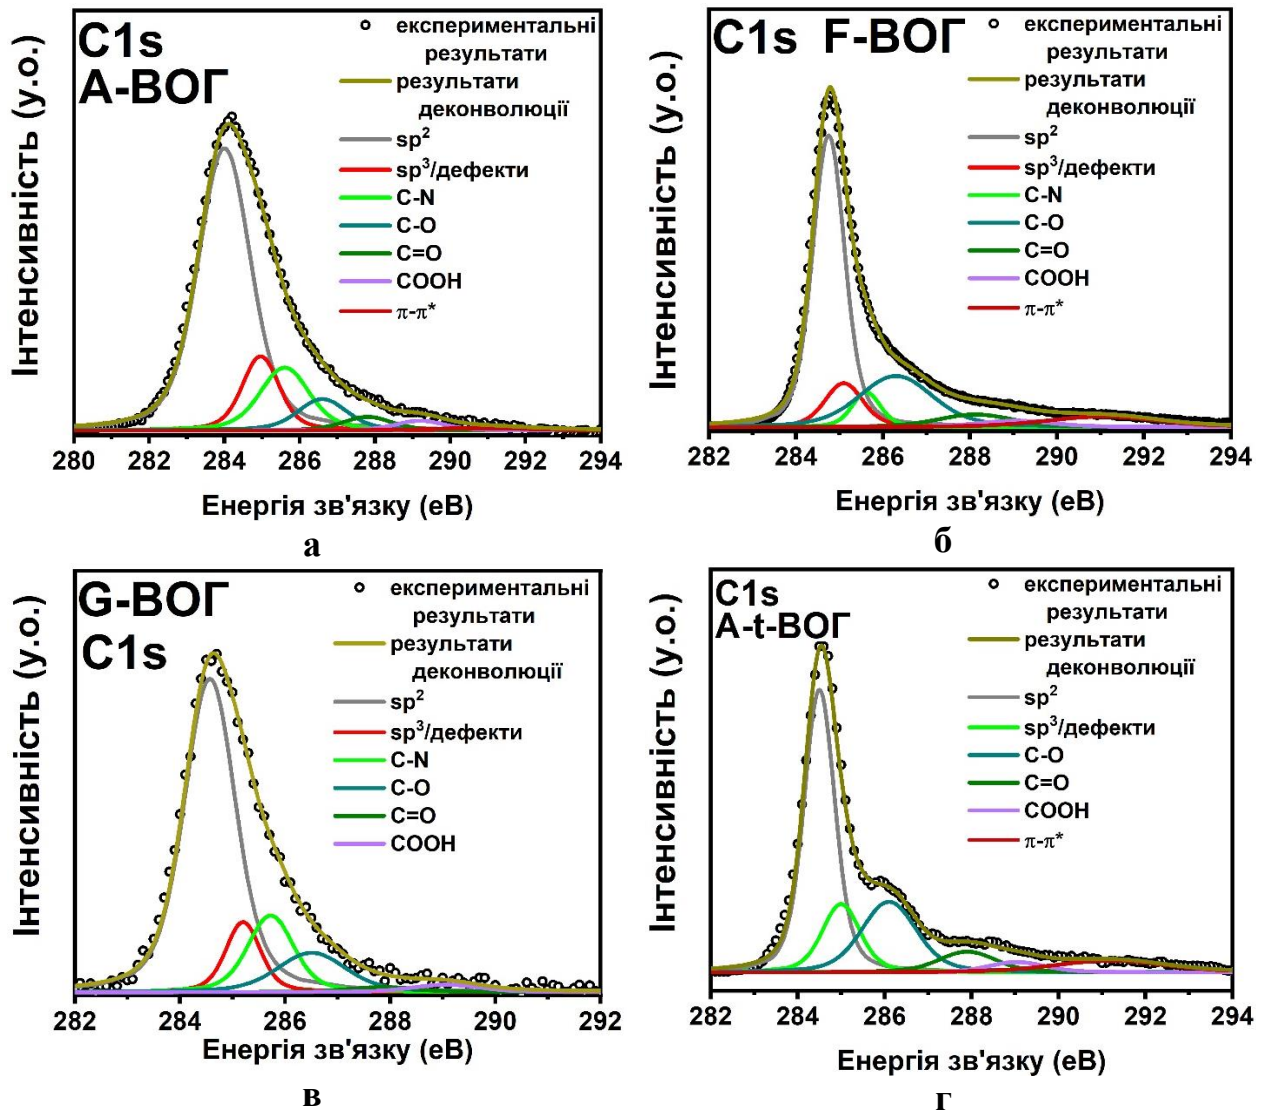 C1s
А-ВОГ
експериментальні
результати
результати
деконволюції
sp²
sp³/дефекти
C-N
C-O
C=O
COOH
π-π*
Інтенсивність (у.о.)
280 282 284 286 288 290 292 294
Енергія зв'язку (еВ)
а
C1s F-ВОГ
експериментальні
результати
результати
деконволюції
sp²
sp³/дефекти
C-N
C-O
C=O
COOH
π-π*
Інтенсивність (у.о.)
282 284 286 288 290 292 294
Енергія зв'язку (еВ)
б
G-ВОГ
C1s
експериментальні
результати
результати
деконволюції
sp²
sp³/дефекти
C-N
C-O
C=O
COOH
Інтенсивність (у.о.)
282 284 286 288 290 292
Енергія зв'язку (еВ)
в
C1s
A-t-ВОГ
експериментальні
результати
результати
деконволюції
sp²
sp³/дефекти
C-O
C=O
COOH
π-π*
Інтенсивність (у.о.)
282 284 286 288 290 292 294
Енергія зв'язку (еВ)
г